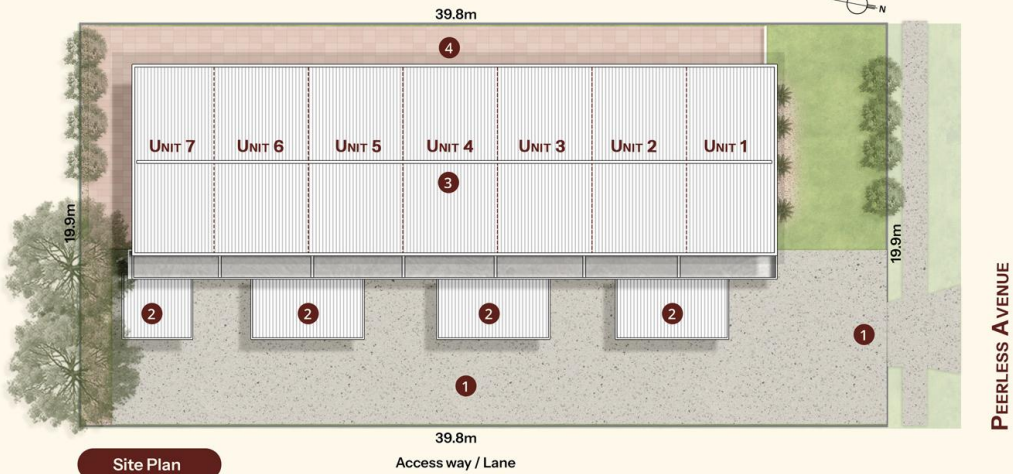 39.8m
N
4
UNIT 7 UNIT 6 UNIT 5 UNIT 4 UNIT 3 UNIT 2 UNIT 1
3
19.9m
19.9m
2 2 2 2
1
1
PEERLESS AVENUE
39.8m
Site Plan
Access way / Lane